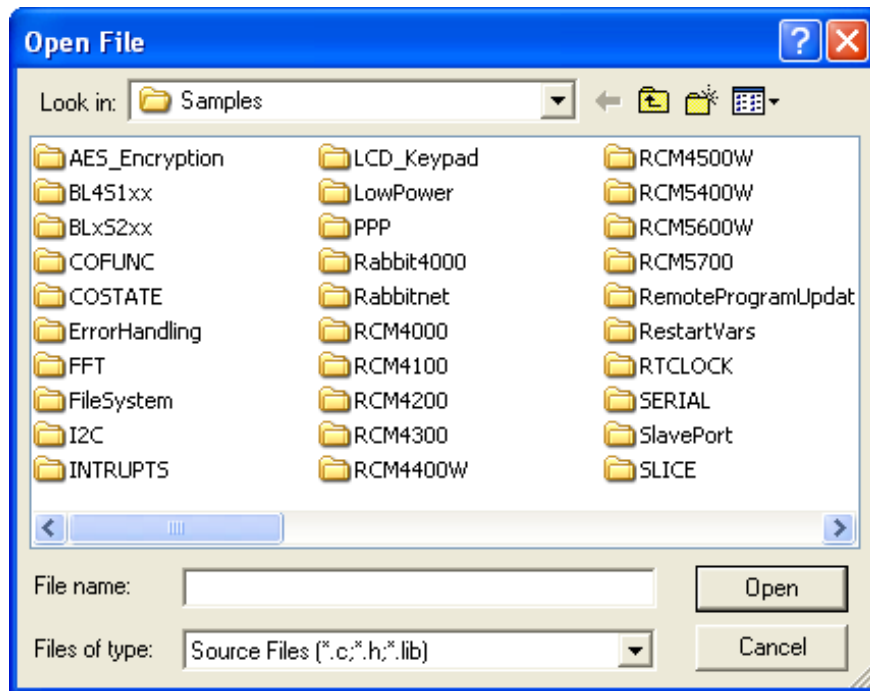 Open File
Look in: Samples
AES_Encryption
BL4S1xx
BLxS2xx
COFUNC
COSTATE
ErrorHandling
FFT
FileSystem
I2C
INTRUPTS
LCD_Keypad
LowPower
PPP
Rabbit4000
Rabbitnet
RCM4000
RCM4100
RCM4200
RCM4300
RCM4400W
RCM4500W
RCM5400W
RCM5600W
RCM5700
RemoteProgramUpdat
RestartVars
RTCLOCK
SERIAL
SlavePort
SLICE
File name:
Open
Files of type: Source Files (*.c;*.h;*.lib)
Cancel